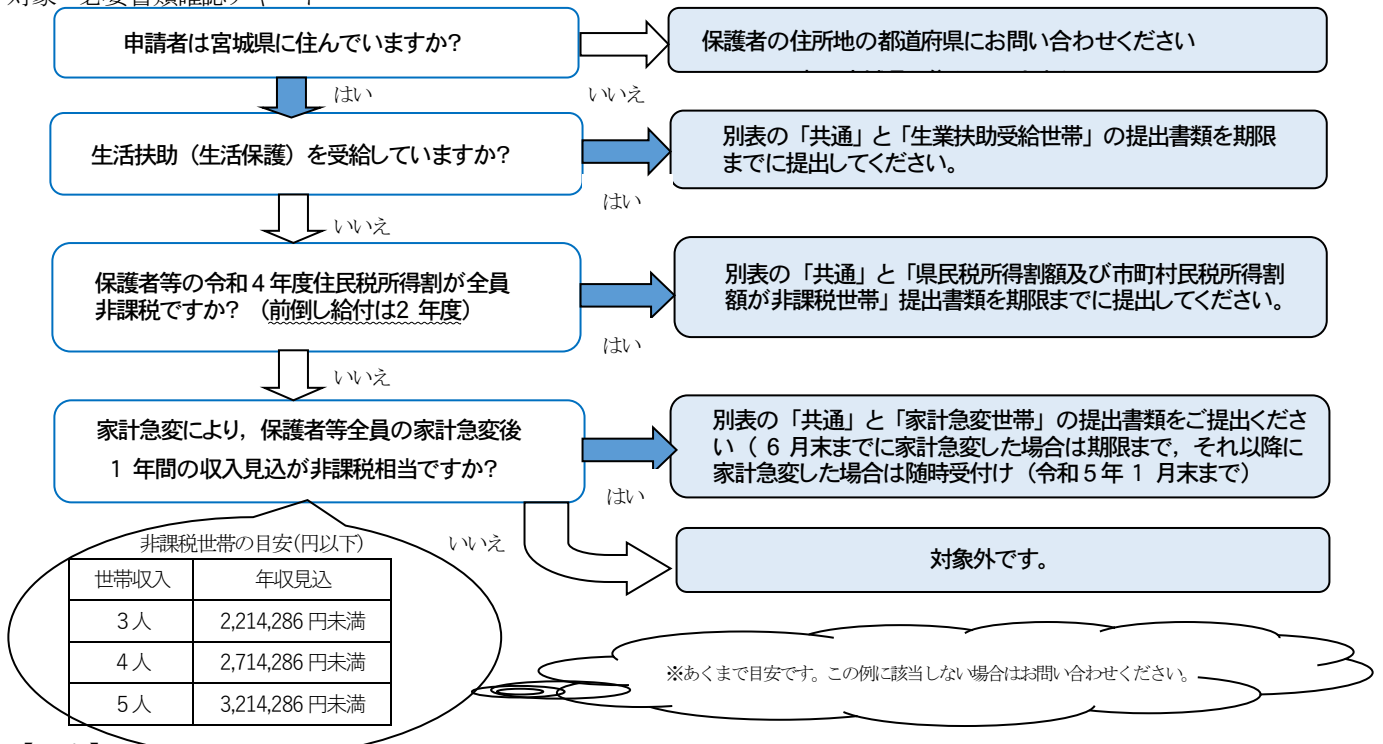 申請者は宮城県に住んでいますか?
保護者の住所地の都道府県にお問い合わせください
はい
いいえ
生活扶助（生活保護）を受給していますか?
別表の「共通」と「生業扶助受給世帯」の提出書類を期限
までに提出してください。
はい
いいえ
保護者等の令和４年度住民税所得割が全員
非課税ですか? （前倒し給付は2 年度）
別表の「共通」と「県民税所得割額及び市町村民税所得割
額が非課税世帯」提出書類を期限までに提出してください。
はい
いいえ
家計急変により，保護者等全員の家計急変後
１ 年間の収入見込が非課税相当ですか?
別表の「共通」と「家計急変世帯」の提出書類をご提出くださ
い（ ６ 月末までに家計急変した場合は期限まで，それ以降に
家計急変した場合は随時受付け（令和５年 １ 月末まで）
はい
いいえ
対象外です。
非課税世帯の目安(円以下)
世帯収入 年収見込
3人 2,214,286 円未満
4人 2,714,286 円未満
5人 3,214,286 円未満
※あくまで目安です。この例に該当しない場合はお問い合わせください。